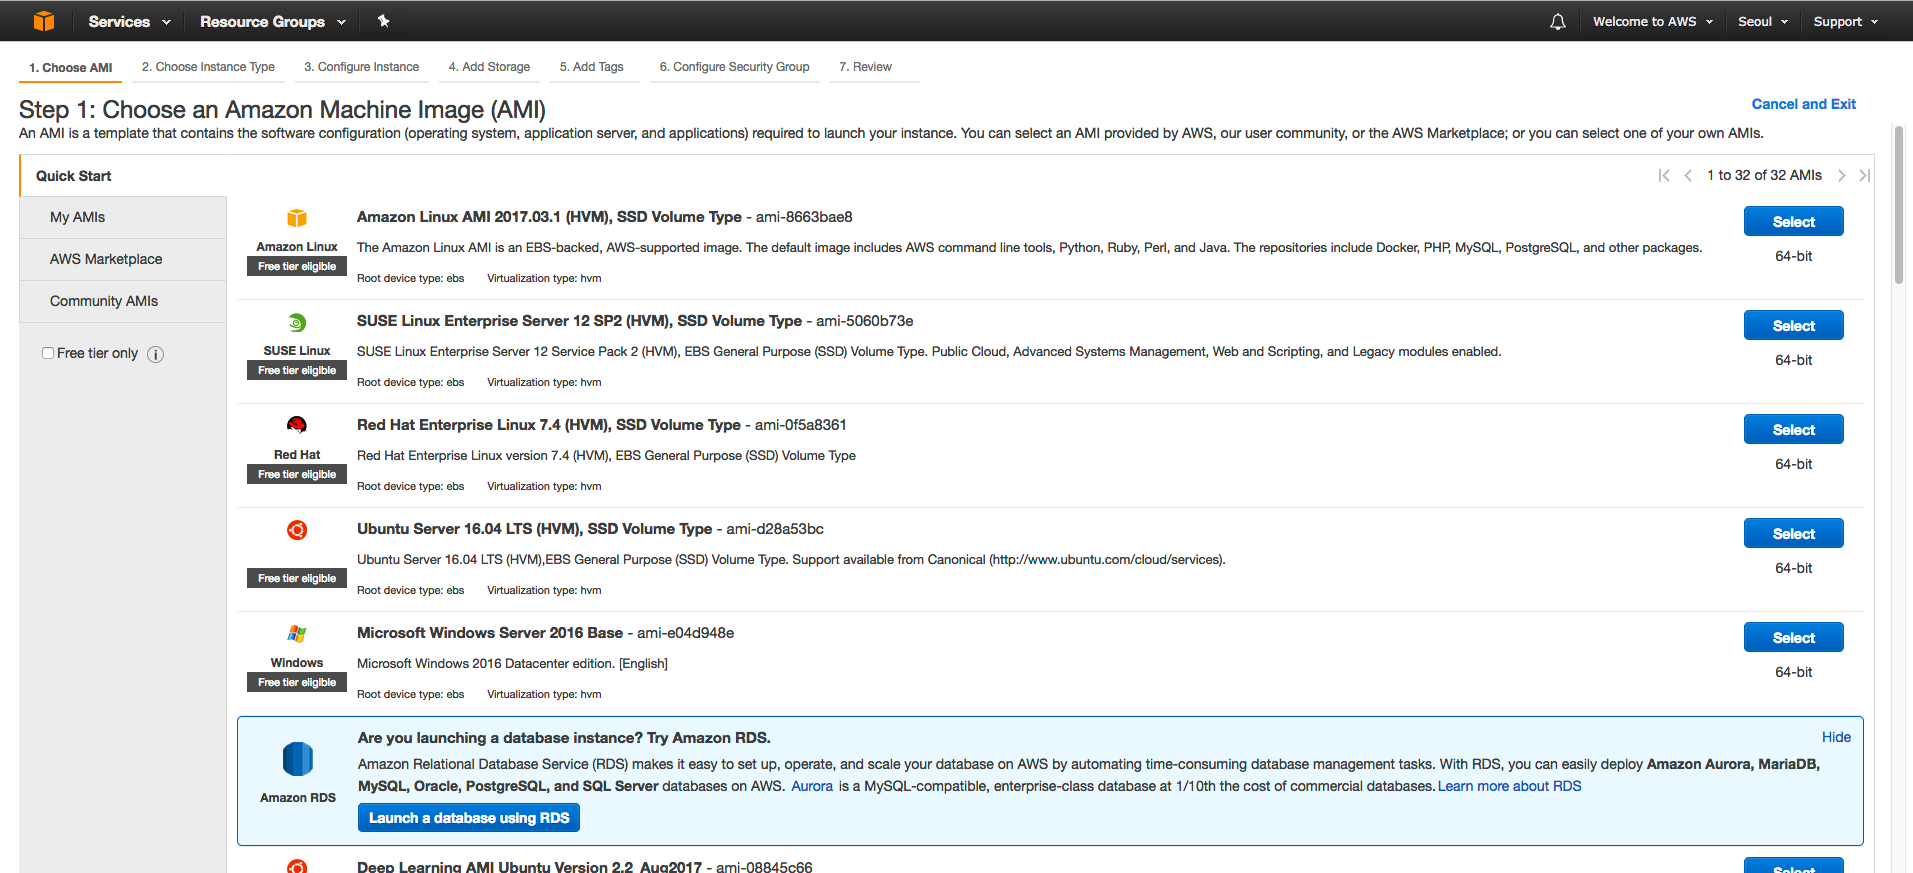 Services
Resource Groups
Welcome to AWS
Seoul
Support
1. Choose AMI
2. Choose Instance Type
3. Configure Instance
4. Add Storage
5. Add Tags
6. Configure Security Group
7. Review
Step 1: Choose an Amazon Machine Image (AMI)
Cancel and Exit
An AMI is a template that contains the software configuration (operating system, application server, and applications) required to launch your instance. You can select an AMI provided by AWS, our user community, or the AWS Marketplace; or you can select one of your own AMIs.
Quick Start
My AMIs
AWS Marketplace
Community AMIs
Free tier only
1 to 32 of 32 AMIs
Amazon Linux
Free tier eligible
Amazon Linux AMI 2017.03.1 (HVM), SSD Volume Type - ami-8663bae8
The Amazon Linux AMI is an EBS-backed, AWS-supported image. The default image includes AWS command line tools, Python, Ruby, Perl, and Java. The repositories include Docker, PHP, MySQL, PostgreSQL, and other packages.
Root device type: ebs Virtualization type: hvm
Select
64-bit
SUSE Linux
Free tier eligible
SUSE Linux Enterprise Server 12 SP2 (HVM), SSD Volume Type - ami-5060b73e
SUSE Linux Enterprise Server 12 Service Pack 2 (HVM), EBS General Purpose (SSD) Volume Type. Public Cloud, Advanced Systems Management, Web and Scripting, and Legacy modules enabled.
Root device type: ebs Virtualization type: hvm
Select
64-bit
Red Hat
Free tier eligible
Red Hat Enterprise Linux 7.4 (HVM), SSD Volume Type - ami-0f5a8361
Red Hat Enterprise Linux version 7.4 (HVM), EBS General Purpose (SSD) Volume Type
Root device type: ebs Virtualization type: hvm
Select
64-bit
Free tier eligible
Ubuntu Server 16.04 LTS (HVM), SSD Volume Type - ami-d28a53bc
Ubuntu Server 16.04 LTS (HVM),EBS General Purpose (SSD) Volume Type. Support available from Canonical (http://www.ubuntu.com/cloud/services).
Root device type: ebs Virtualization type: hvm
Select
64-bit
Windows
Free tier eligible
Microsoft Windows Server 2016 Base - ami-e04d948e
Microsoft Windows 2016 Datacenter edition. [English]
Root device type: ebs Virtualization type: hvm
Select
64-bit
Amazon RDS
Are you launching a database instance? Try Amazon RDS.
Hide
Amazon Relational Database Service (RDS) makes it easy to set up, operate, and scale your database on AWS by automating time-consuming database management tasks. With RDS, you can easily deploy Amazon Aurora, MariaDB,
MySQL, Oracle, PostgreSQL, and SQL Server databases on AWS. Aurora is a MySQL-compatible, enterprise-class database at 1/10th the cost of commercial databases. Learn more about RDS
Launch a database using RDS
Deep Learning AMI Ubuntu Version 2.2_Aug2017 - ami-08845c66
Select